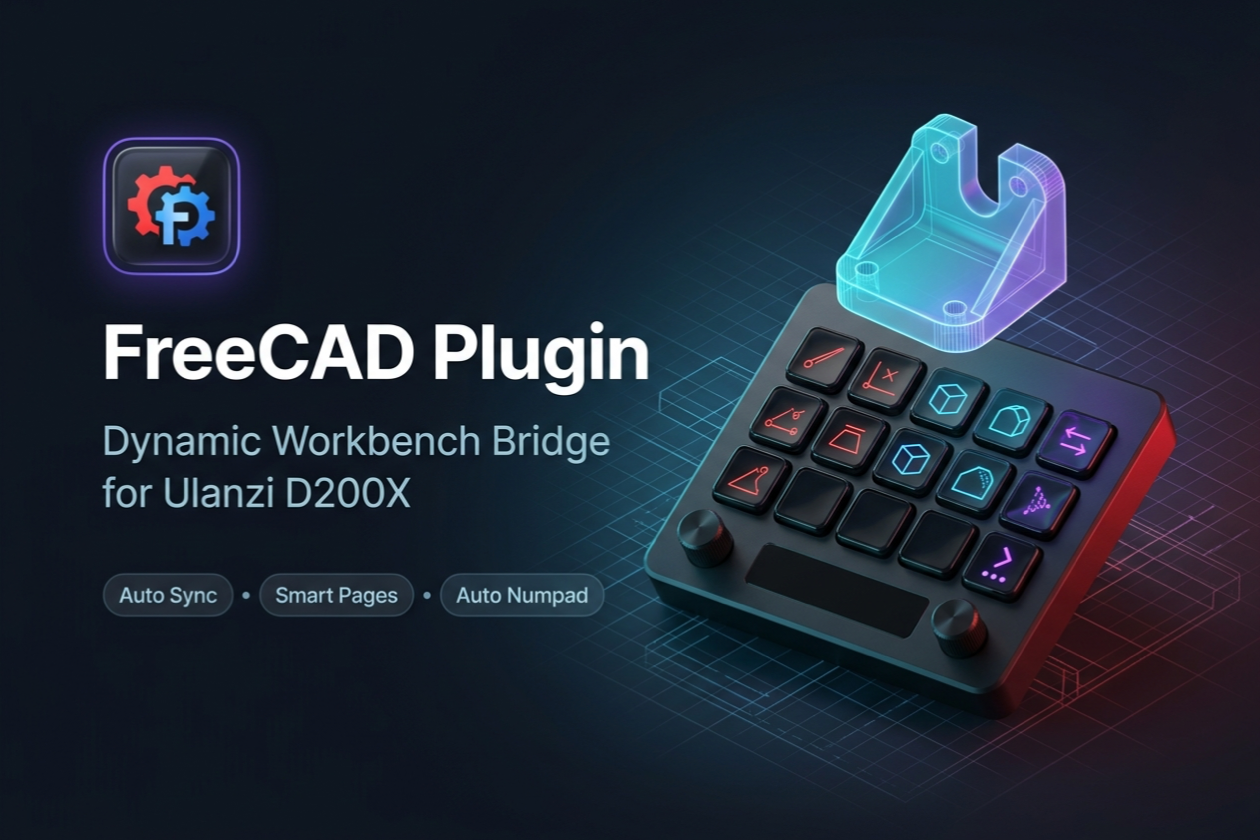 FreeCAD Plugin
Dynamic Workbench Bridge
for Ulanzi D200X
Auto Sync • Smart Pages • Auto Numpad